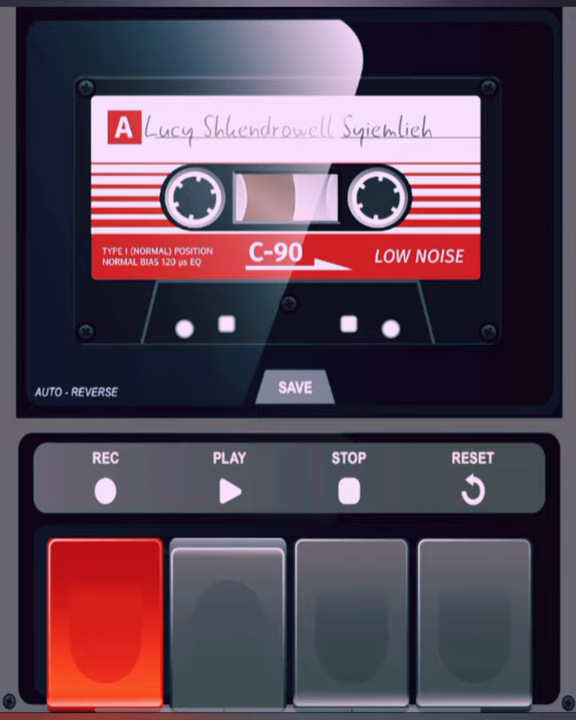 A Lucy Shkendrowell Syiemlieh
C-90
TYPE I (NORMAL) POSITION
NORMAL BIAS 120 µs EQ
LOW NOISE
AUTO - REVERSE
SAVE
REC PLAY STOP RESET